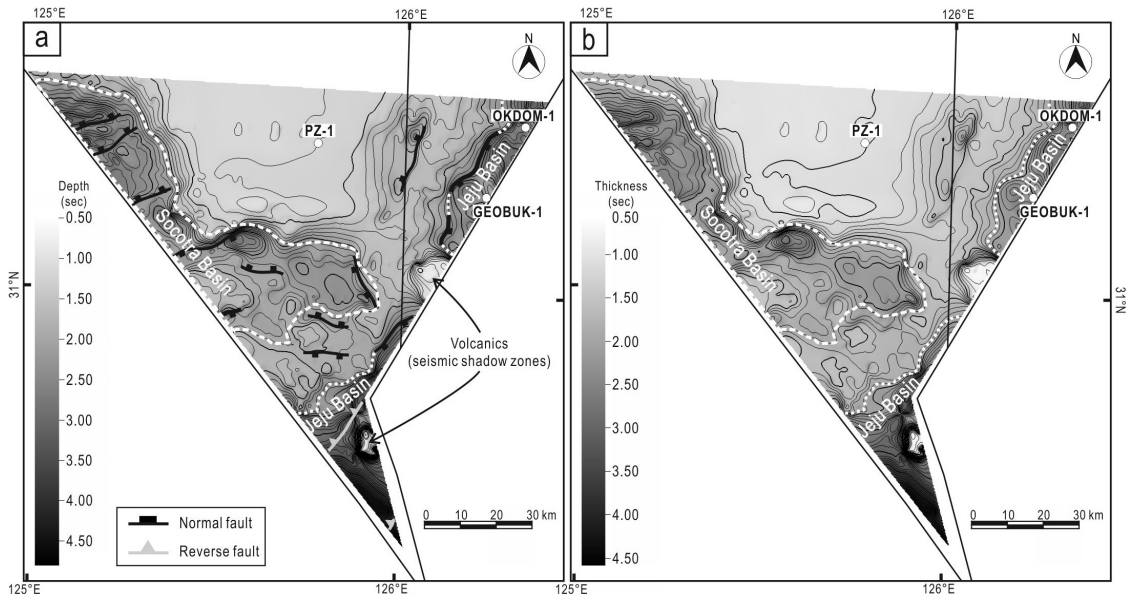 125°E
126°E
a
N
OKDOM-1
PZ-1
Jeju Basin
GEOBUK-1
Depth
(sec)
0.50
1.00
1.50
2.00
2.50
3.00
3.50
4.00
4.50
Socotra Basin
31°N
Volcanics
(seismic shadow zones)
Jeju Basin
Normal fault
Reverse fault
0 10 20 30 km
125°E
126°E
125°E
126°E
b
N
OKDOM-1
PZ-1
Jeju Basin
GEOBUK-1
Thickness
(sec)
0.50
1.00
1.50
2.00
2.50
3.00
3.50
4.00
4.50
Socotra Basin
31°N
Jeju Basin
0 10 20 30 km
125°E
126°E